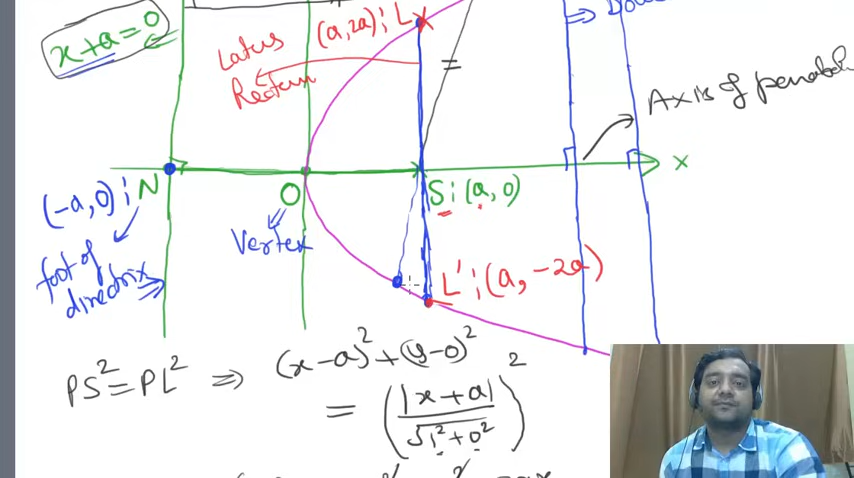 x+a=0
Latus
Rectum
(a,2a); L
=
Axis of
(-a,0); N
O
S; (a,0)
x
Vertex
foot of
directrix
L'; (a,-2a)
PS²=PL² ⇒ (x-a)²+(y-0)²
= (|x+a|/√(1²+0²))²